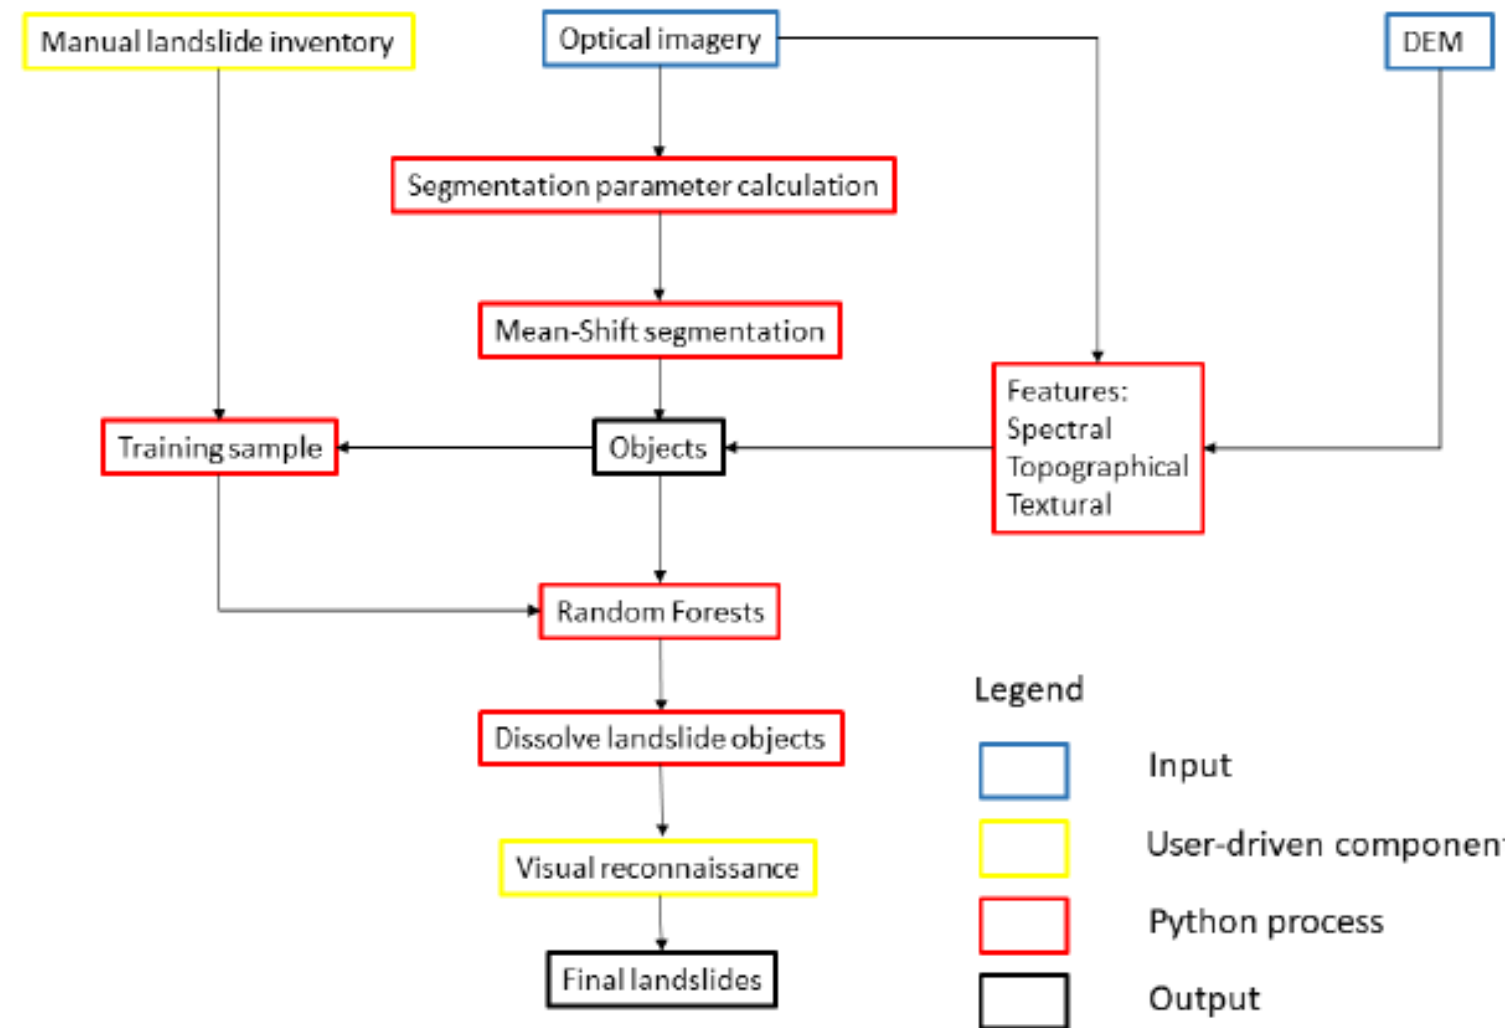 Manual landslide inventory
Optical imagery
DEM
Segmentation parameter calculation
Mean-Shift segmentation
Features:
Spectral
Topographical
Textural
Training sample
Objects
Random Forests
Dissolve landslide objects
Visual reconnaissance
Final landslides
Legend
Input
User-driven component
Python process
Output